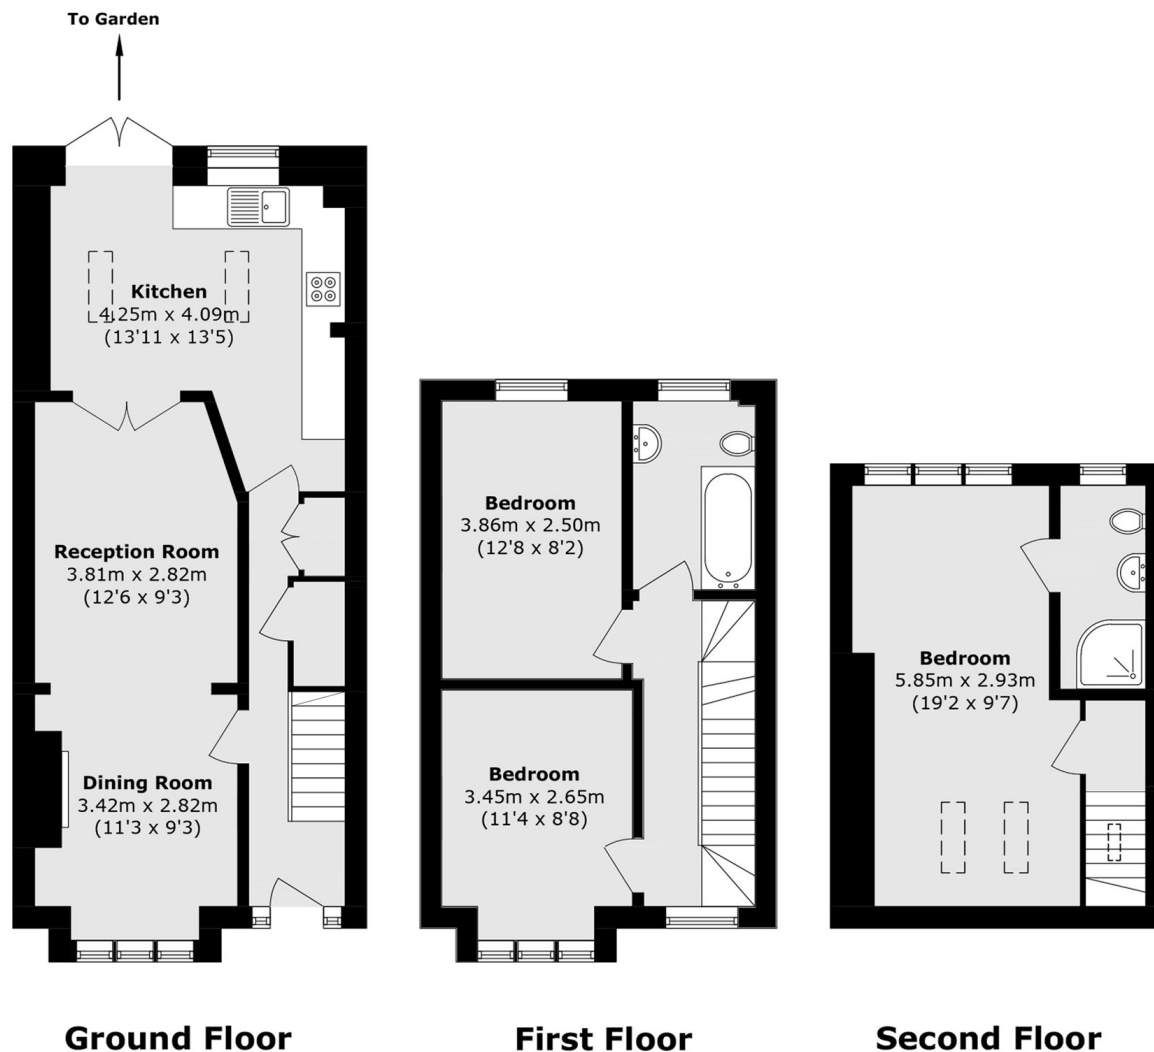 To Garden
Kitchen
4.25m x 4.09m
(13'11 x 13'5)
Reception Room
3.81m x 2.82m
(12'6 x 9'3)
Dining Room
3.42m x 2.82m
(11'3 x 9'3)
Ground Floor
Bedroom
3.86m x 2.50m
(12'8 x 8'2)
Bedroom
3.45m x 2.65m
(11'4 x 8'8)
First Floor
Bedroom
5.85m x 2.93m
(19'2 x 9'7)
Second Floor